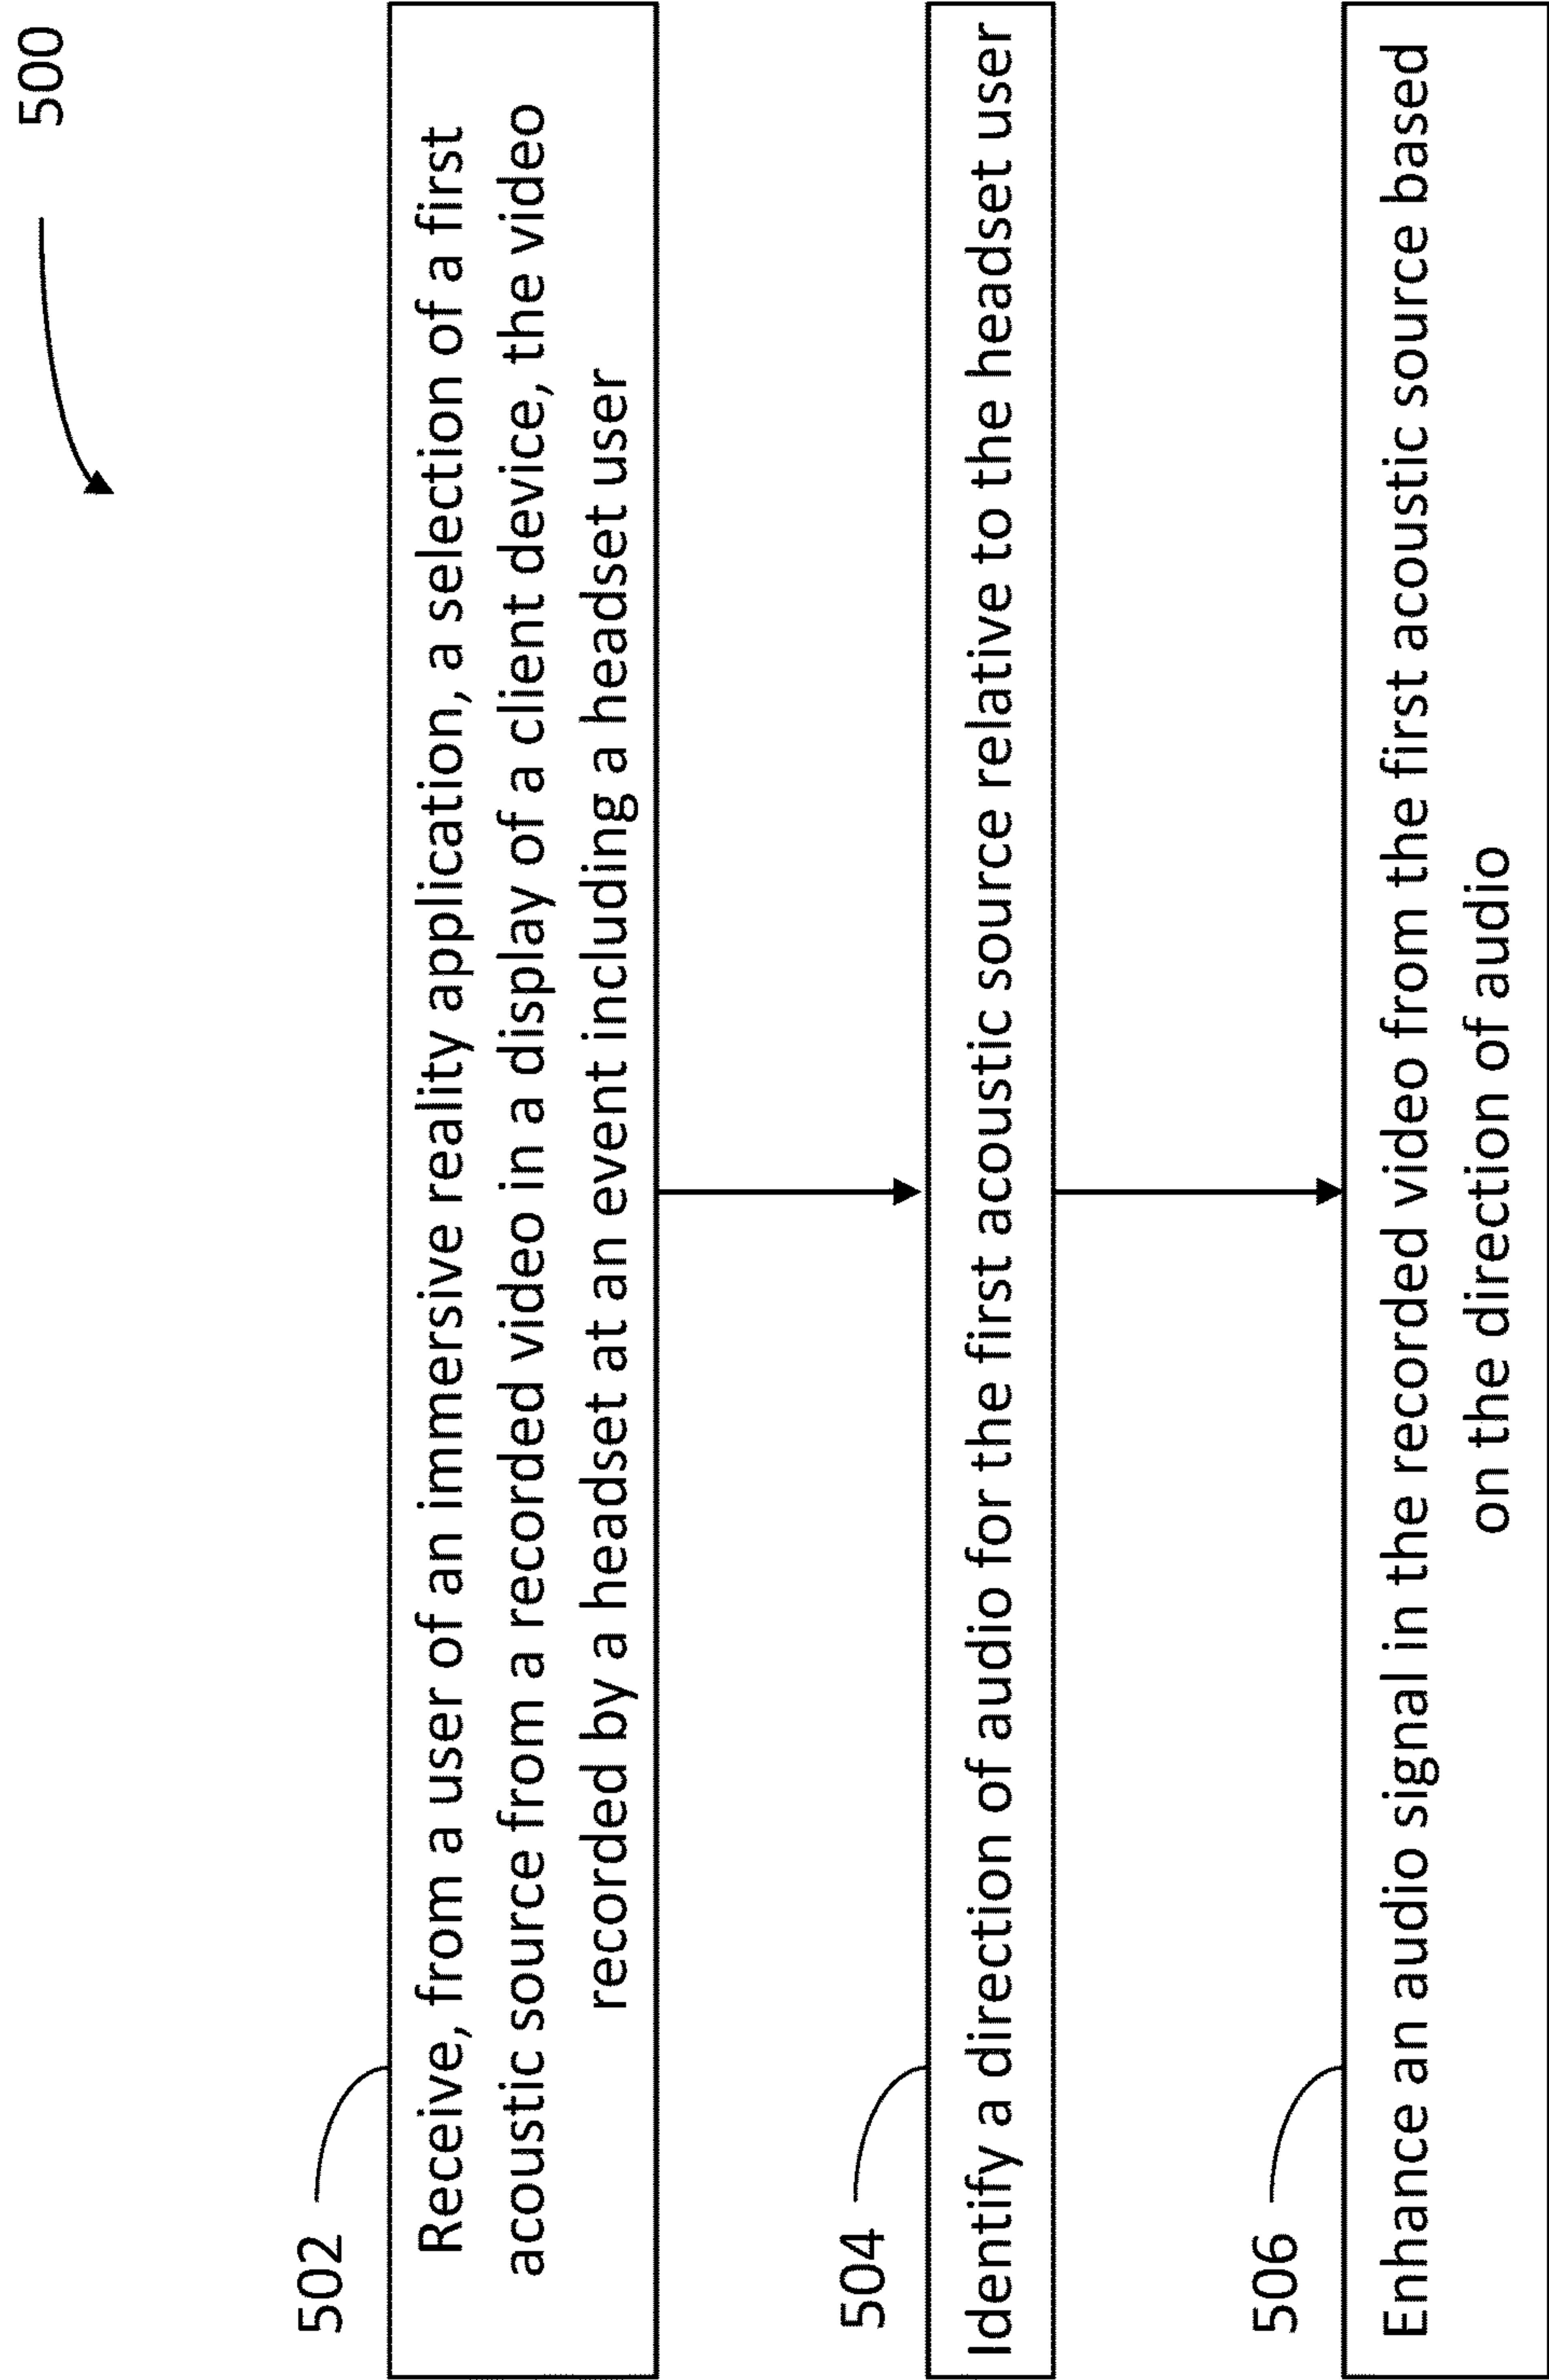 500
502
Receive, from a user of an immersive reality application, a selection of a first
acoustic source from a recorded video in a display of a client device, the video
recorded by a headset at an event including a headset user
504
Identify a direction of audio for the first acoustic source relative to the headset user
506
Enhance an audio signal in the recorded video from the first acoustic source based
on the direction of audio